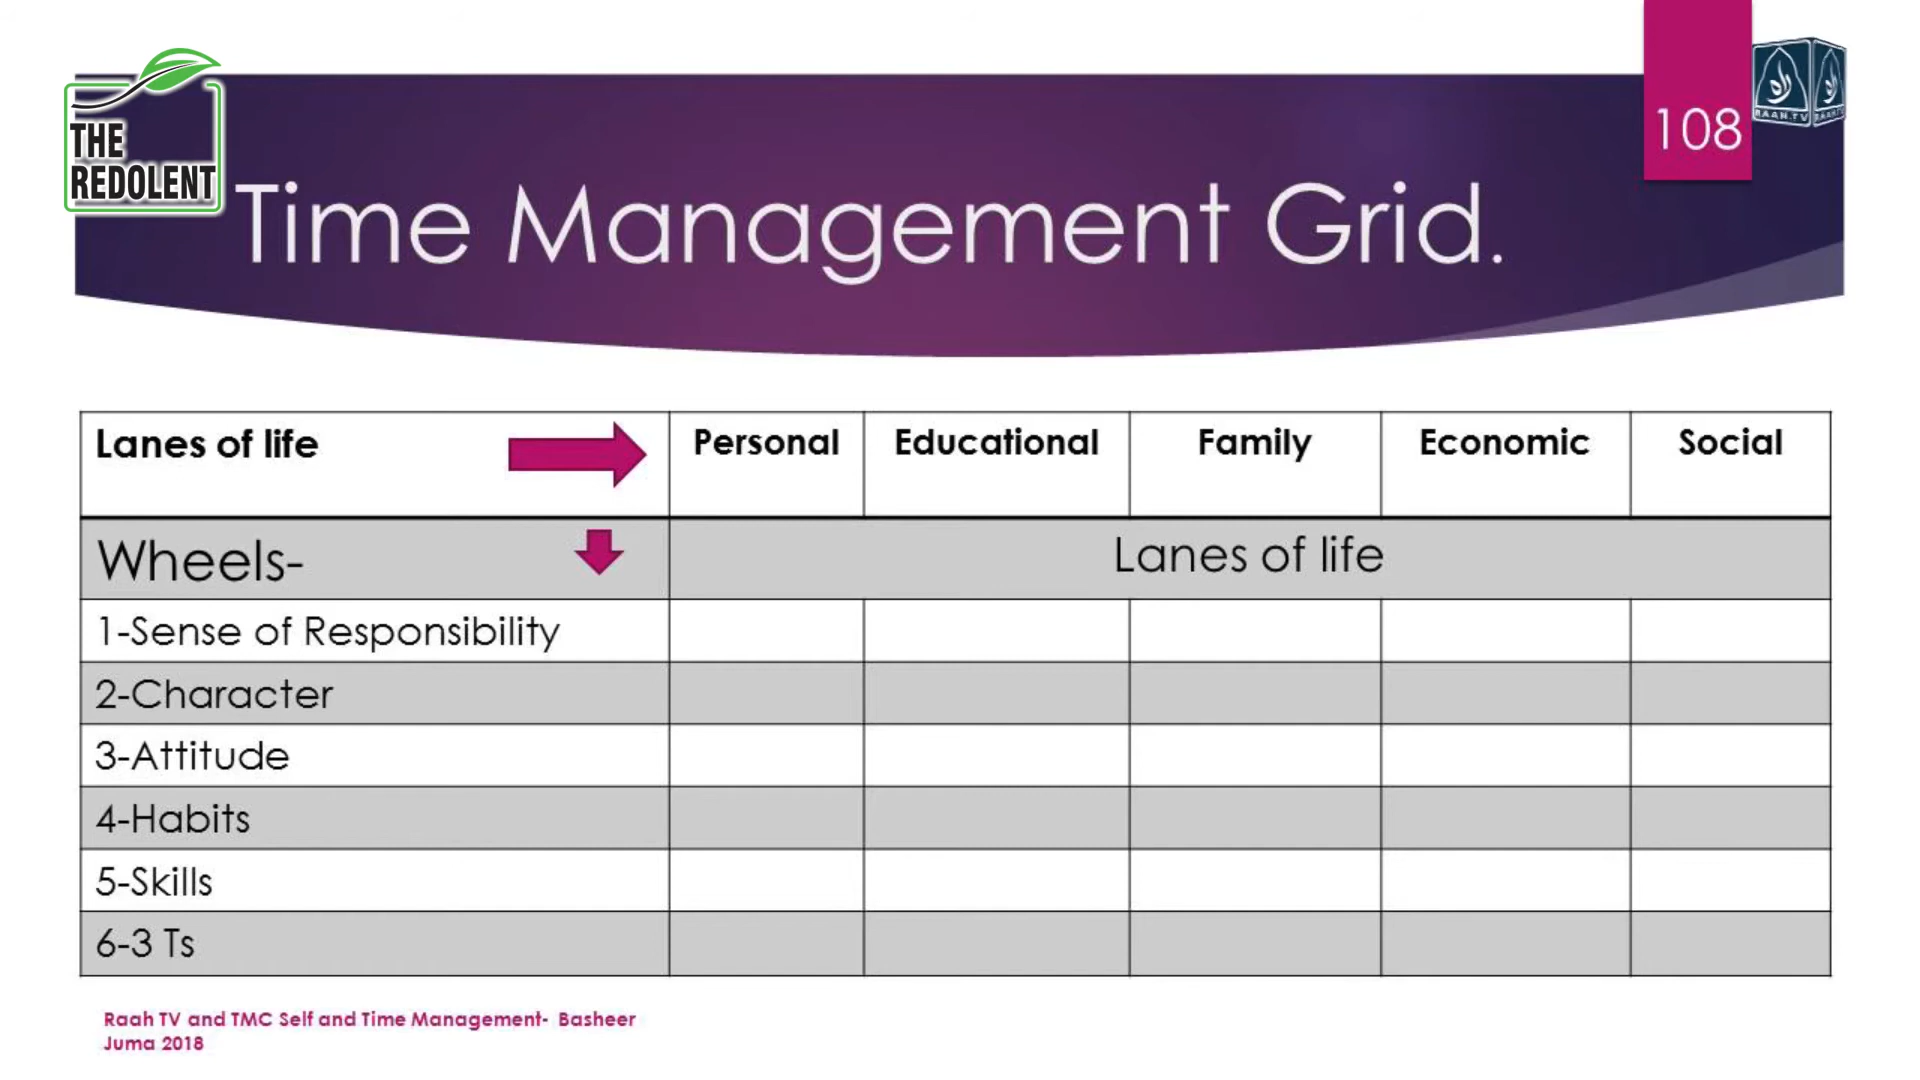 THE
REDOLENT
108
RAAH.TV
Time Management Grid.
Lanes of life Personal Educational Family Economic Social
Wheels- Lanes of life
1-Sense of Responsibility
2-Character
3-Attitude
4-Habits
5-Skills
6-3 Ts
Raah TV and TMC Self and Time Management- Basheer
Juma 2018